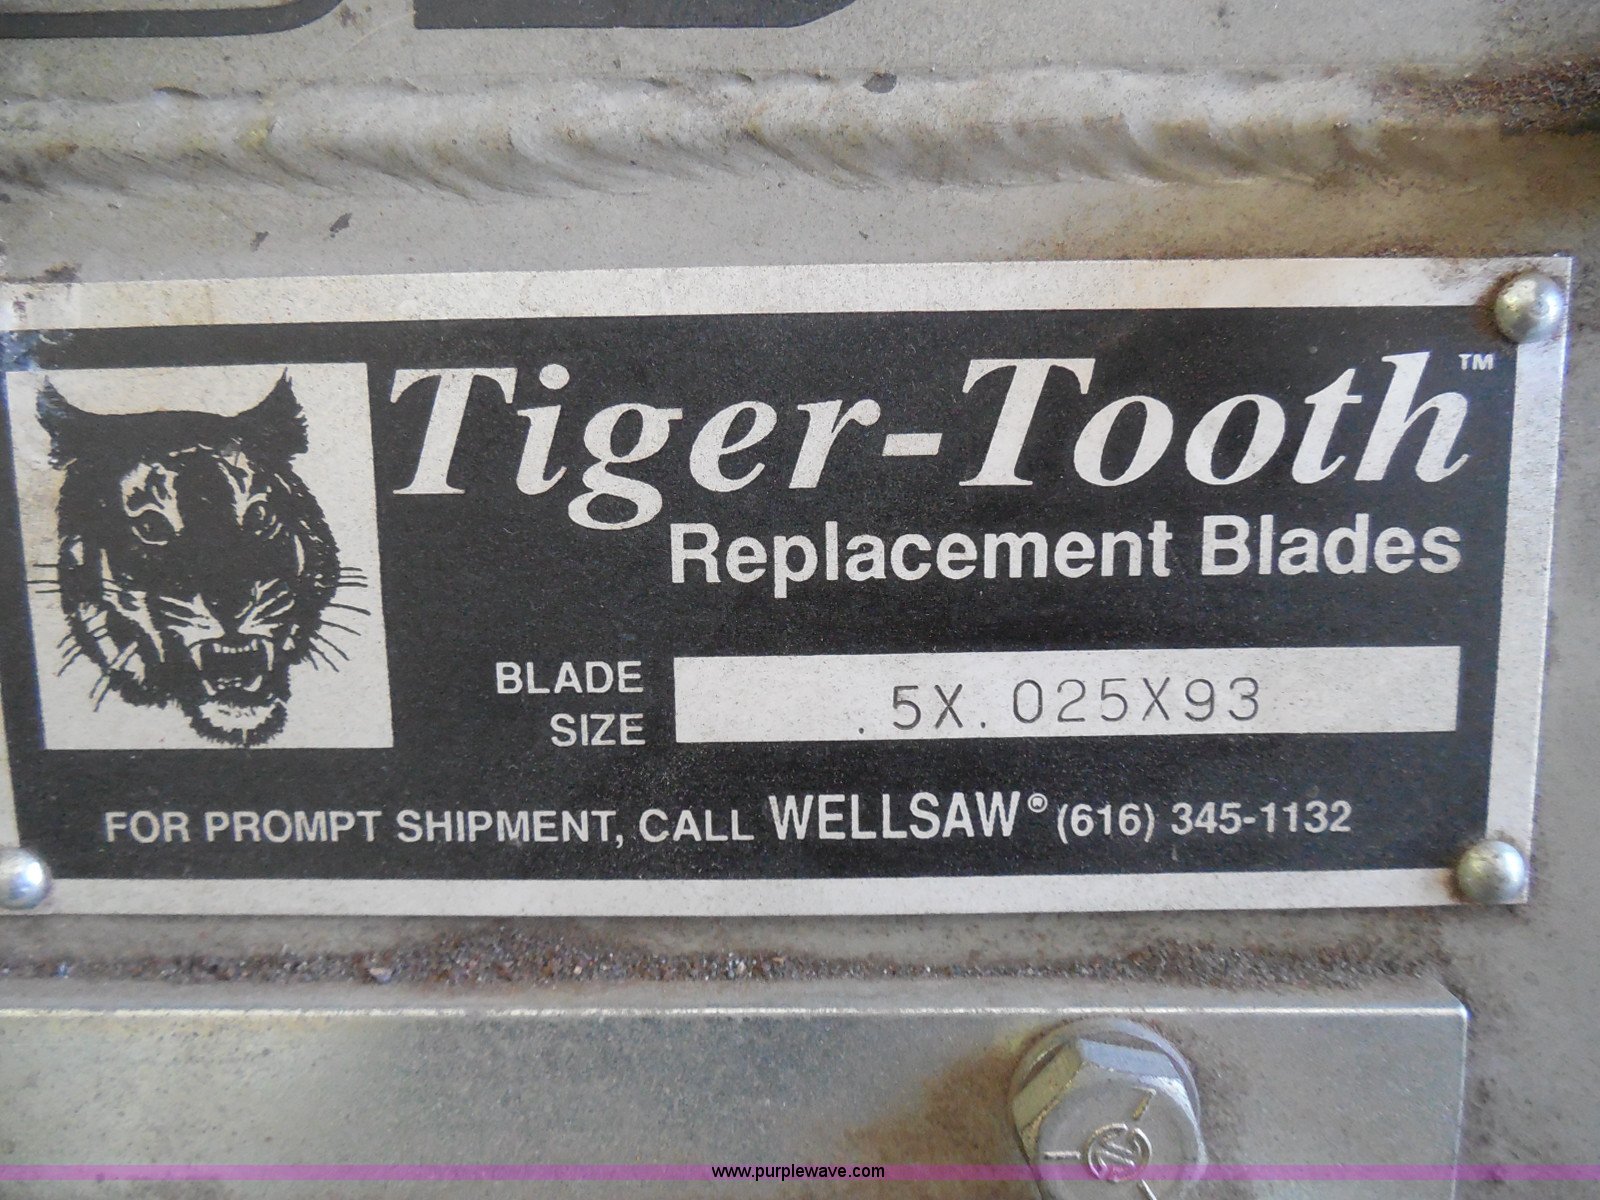 Tiger-Tooth™
Replacement Blades
BLADE
SIZE
.5X.025X93
FOR PROMPT SHIPMENT, CALL WELLSAW® (616) 345-1132
www.purplewave.com